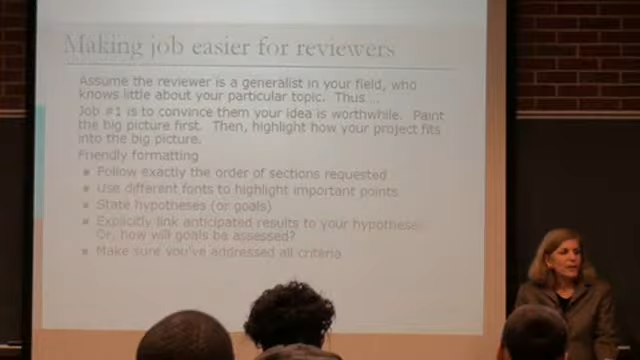 Making job easier for reviewers
Assume the reviewer is a generalist in your field, who
knows little about your particular topic. Thus ...
Job #1 is to convince them your idea is worthwhile. Paint
the big picture first. Then, highlight how your project fits
into the big picture.
Friendly formatting
Follow exactly the order of sections requested
Use different fonts to highlight important points
State hypotheses (or goals)
Explicitly link anticipated results to your hypotheses
Or, how will goals be assessed?
Make sure you've addressed all criteria